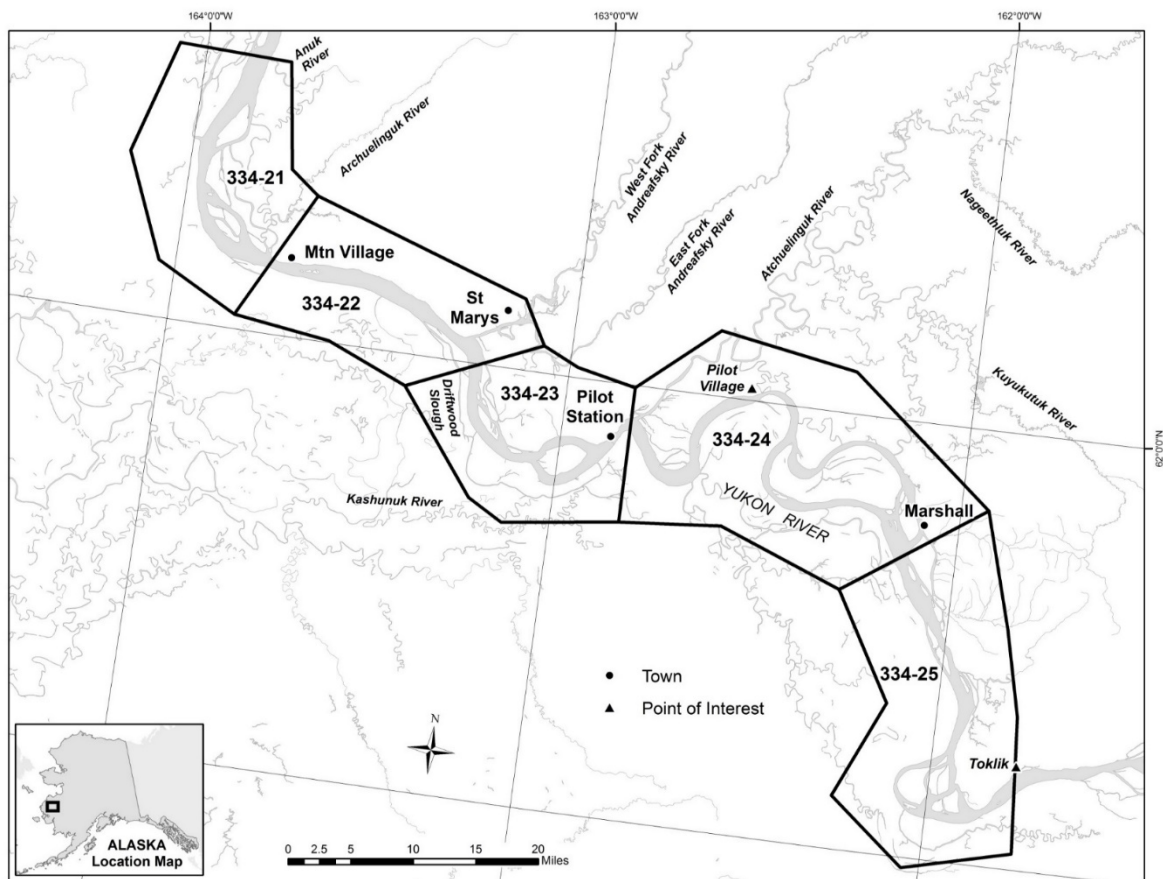 164°0'0"W
163°0'0"W
162°0'0"W
Anuk
River
Archuelinguk River
West Fork
Andreafsky River
East Fork
Andreafsky River
Atchuelinguk River
Nageethluk River
334-21
Mtn Village
334-22
St
Marys
Driftwood
Slough
334-23
Pilot
Station
Pilot
Village
334-24
Kuyukutuk River
62°0'0"N
Kashunuk River
YUKON RIVER
Marshall
334-25
Town
Point of Interest
Toklik
N
ALASKA
Location Map
0 2.5 5 10 15 20
Miles